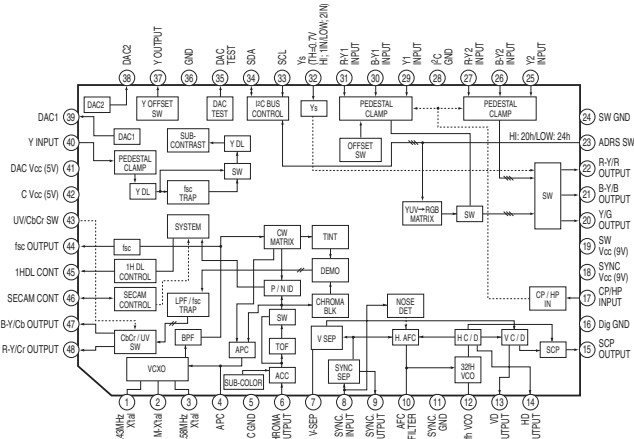 DAC2
Y OUTPUT
GND
DAC
TEST
SDA
SCL
Ys
(TH=0.7V
HI; 1IN/LOW; 2IN)
R-Y1
INPUT
B-Y1
INPUT
Y1
INPUT
I²C
GND
R-Y2
INPUT
B-Y2
INPUT
Y2
INPUT
38
37
36
35
34
33
32
31
30
29
28
27
26
25
DAC2
Y OFFSET
SW
DAC
TEST
I²C BUS
CONTROL
Ys
PEDESTAL
CLAMP
PEDESTAL
CLAMP
DAC1 39
Y INPUT 40
DAC Vcc (5V) 41
C Vcc (5V) 42
UV/CbCr SW 43
fsc OUTPUT 44
1HDL CONT 45
SECAM CONT 46
B-Y/Cb OUTPUT 47
R-Y/Cr OUTPUT 48
DAC1
PEDESTAL
CLAMP
Y DL
SUB-
CONTRAST
Y DL
fsc
TRAP
SW
OFFSET
SW
HI: 20h/LOW: 24h
YUV→RGB
MATRIX
SW
SW
24 SW GND
23 ADRS SW
22 R-Y/R
OUTPUT
21 B-Y/B
OUTPUT
20 Y/G
OUTPUT
19 SW
Vcc (9V)
18 SYNC
Vcc (9V)
17 CP/HP
INPUT
16 Dig GND
15 SCP
OUTPUT
SYSTEM
fsc
1H DL
CONTROL
SECAM
CONTROL
LPF / fsc
TRAP
CbCr / UV
SW
BPF
VCXO
CW
MATRIX
TINT
P / N ID
DEMO
CHROMA
BLK
SW
APC
TOF
SUB-COLOR
ACC
NOSE
DET
V SEP
H. AFC
H C / D
V C / D
SCP
SYNC
SEP
32fH
VCO
CP / HP
IN
1
2
3
4
5
6
7
8
9
10
11
12
13
14
43MHz
Xtal
M-Xtal
58MHz
Xtal
APC
C GND
V-SEP
SYNC.
INPUT
SYNC.
AFC
FILTER
SYNC.
GND
fh VCO
VD
HD